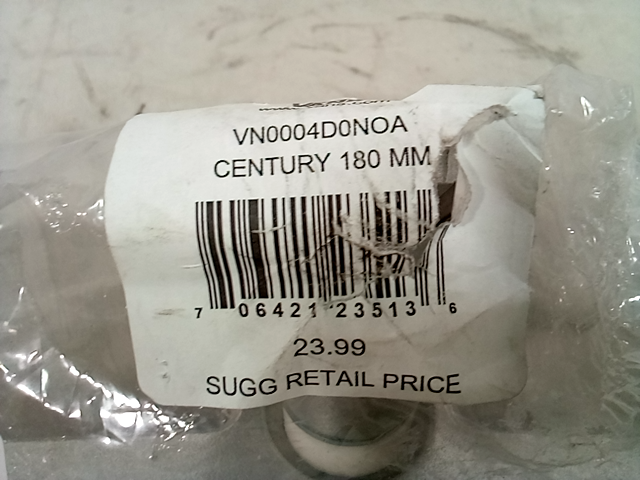 VN0004D0NOA
CENTURY 180 MM
7 06421 23513 6
23.99
SUGG RETAIL PRICE